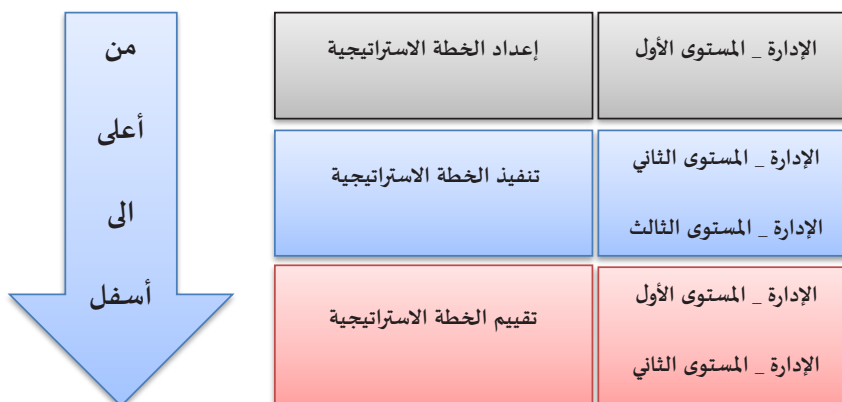 الإدارة _ المستوى الأول
إعداد الخطة الاستراتيجية
الإدارة _ المستوى الثاني
الإدارة _ المستوى الثالث
تنفيذ الخطة الاستراتيجية
الإدارة _ المستوى الأول
الإدارة _ المستوى الثاني
تقييم الخطة الاستراتيجية
من
أعلى
الى
أسفل